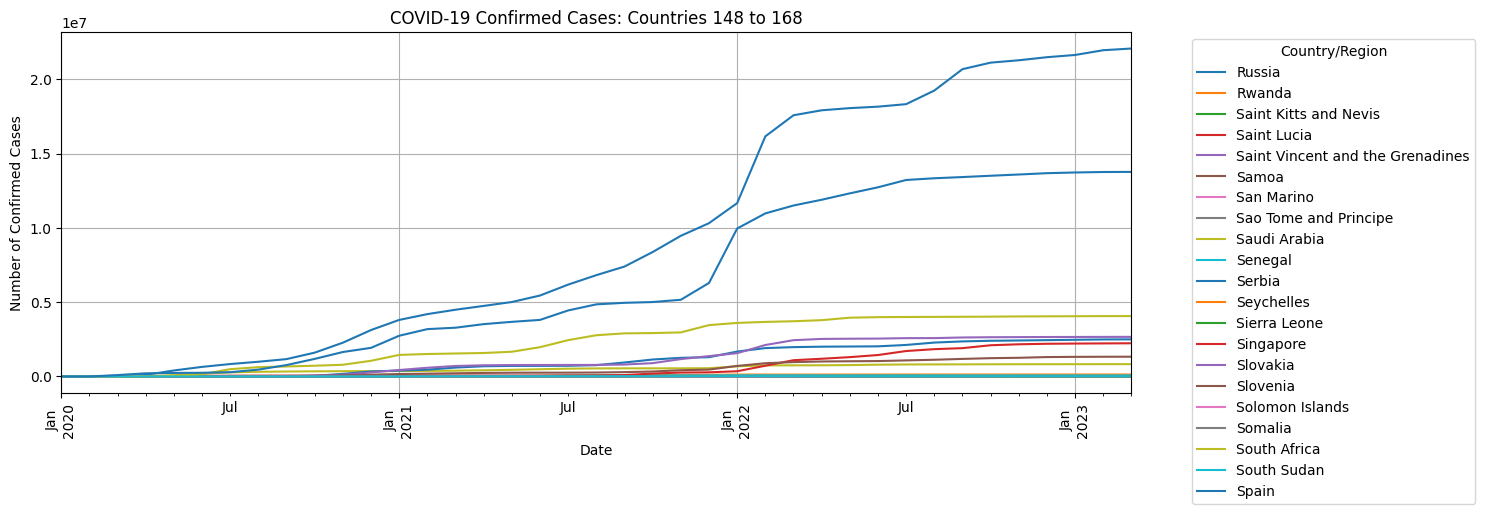 COVID-19 Confirmed Cases: Countries 148 to 168
1e7
Number of Confirmed Cases
2.0
1.5
1.0
0.5
0.0
Jan
2020
Jul
Jan
2021
Jul
Jan
2022
Jul
Jan
2023
Date
Country/Region
Russia
Rwanda
Saint Kitts and Nevis
Saint Lucia
Saint Vincent and the Grenadines
Samoa
San Marino
Sao Tome and Principe
Saudi Arabia
Senegal
Serbia
Seychelles
Sierra Leone
Singapore
Slovakia
Slovenia
Solomon Islands
Somalia
South Africa
South Sudan
Spain